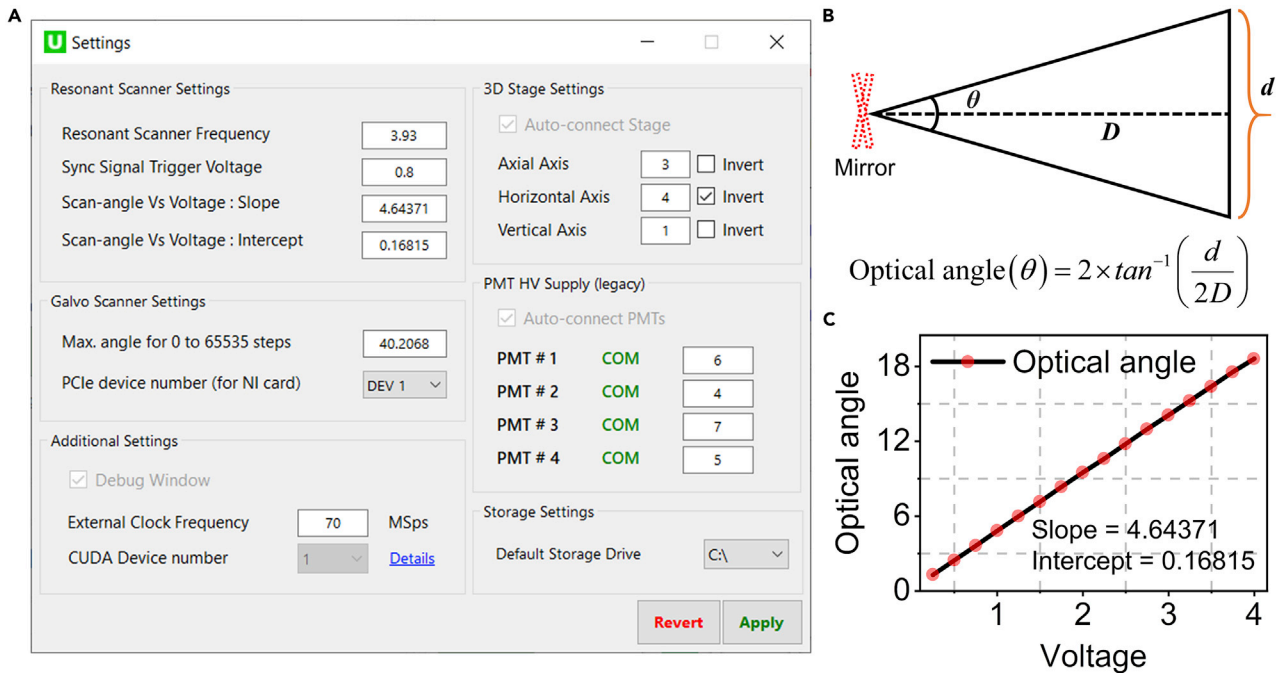 A
U Settings
Resonant Scanner Settings
Resonant Scanner Frequency 3.93
Sync Signal Trigger Voltage 0.8
Scan-angle Vs Voltage : Slope 4.64371
Scan-angle Vs Voltage : Intercept 0.16815
Galvo Scanner Settings
Max. angle for 0 to 65535 steps 40.2068
PCIe device number (for NI card) DEV 1
Additional Settings
Debug Window
External Clock Frequency 70 MSps
CUDA Device number 1 Details
3D Stage Settings
Auto-connect Stage
Axial Axis 3 Invert
Horizontal Axis 4 Invert
Vertical Axis 1 Invert
PMT HV Supply (legacy)
Auto-connect PMTs
PMT # 1 COM 6
PMT # 2 COM 4
PMT # 3 COM 7
PMT # 4 COM 5
Storage Settings
Default Storage Drive C:\
Revert Apply
B
θ
D
d
Mirror
Optical angle(θ) = 2 × tan⁻¹(d/2D)
C
Optical angle
Optical angle
18
12
6
0
Slope = 4.64371
Intercept = 0.16815
1 2 3 4
Voltage